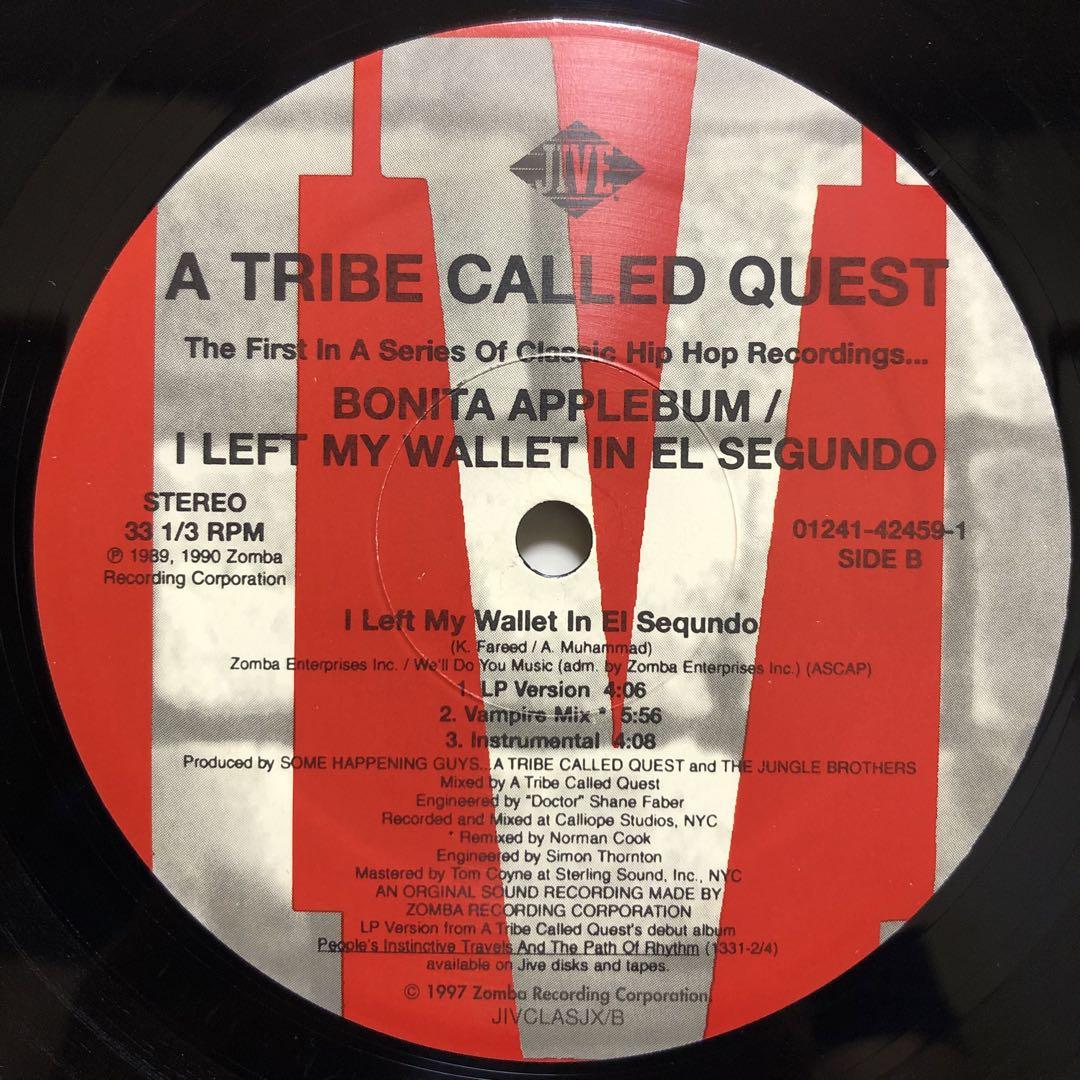 JIVE
A TRIBE CALLED QUEST
The First In A Series Of Classic Hip Hop Recordings...
BONITA APPLEBUM /
I LEFT MY WALLET IN EL SEGUNDO
STEREO
33 1/3 RPM
℗ 1989, 1990 Zomba
Recording Corporation
01241-42459-1
SIDE B
I Left My Wallet In El Sequndo
(K. Fareed / A. Muhammad)
Zomba Enterprises Inc. / We'll Do You Music (adm. by Zomba Enterprises Inc.) (ASCAP)
1. LP Version 4:06
2. Vampire Mix * 5:56
3. Instrumental 4:08
Produced by SOME HAPPENING GUYS...A TRIBE CALLED QUEST and THE JUNGLE BROTHERS
Mixed by A Tribe Called Quest
Engineered by "Doctor" Shane Faber
Recorded and Mixed at Calliope Studios, NYC
* Remixed by Norman Cook
Engineered by Simon Thornton
Mastered by Tom Coyne at Sterling Sound, Inc., NYC
AN ORGINAL SOUND RECORDING MADE BY
ZOMBA RECORDING CORPORATION
LP Version from A Tribe Called Quest's debut album
People's Instinctive Travels And The Path Of Rhythm (1331-2/4)
available on Jive disks and tapes.
© 1997 Zomba Recording Corporation.
JIVCLASJX/B